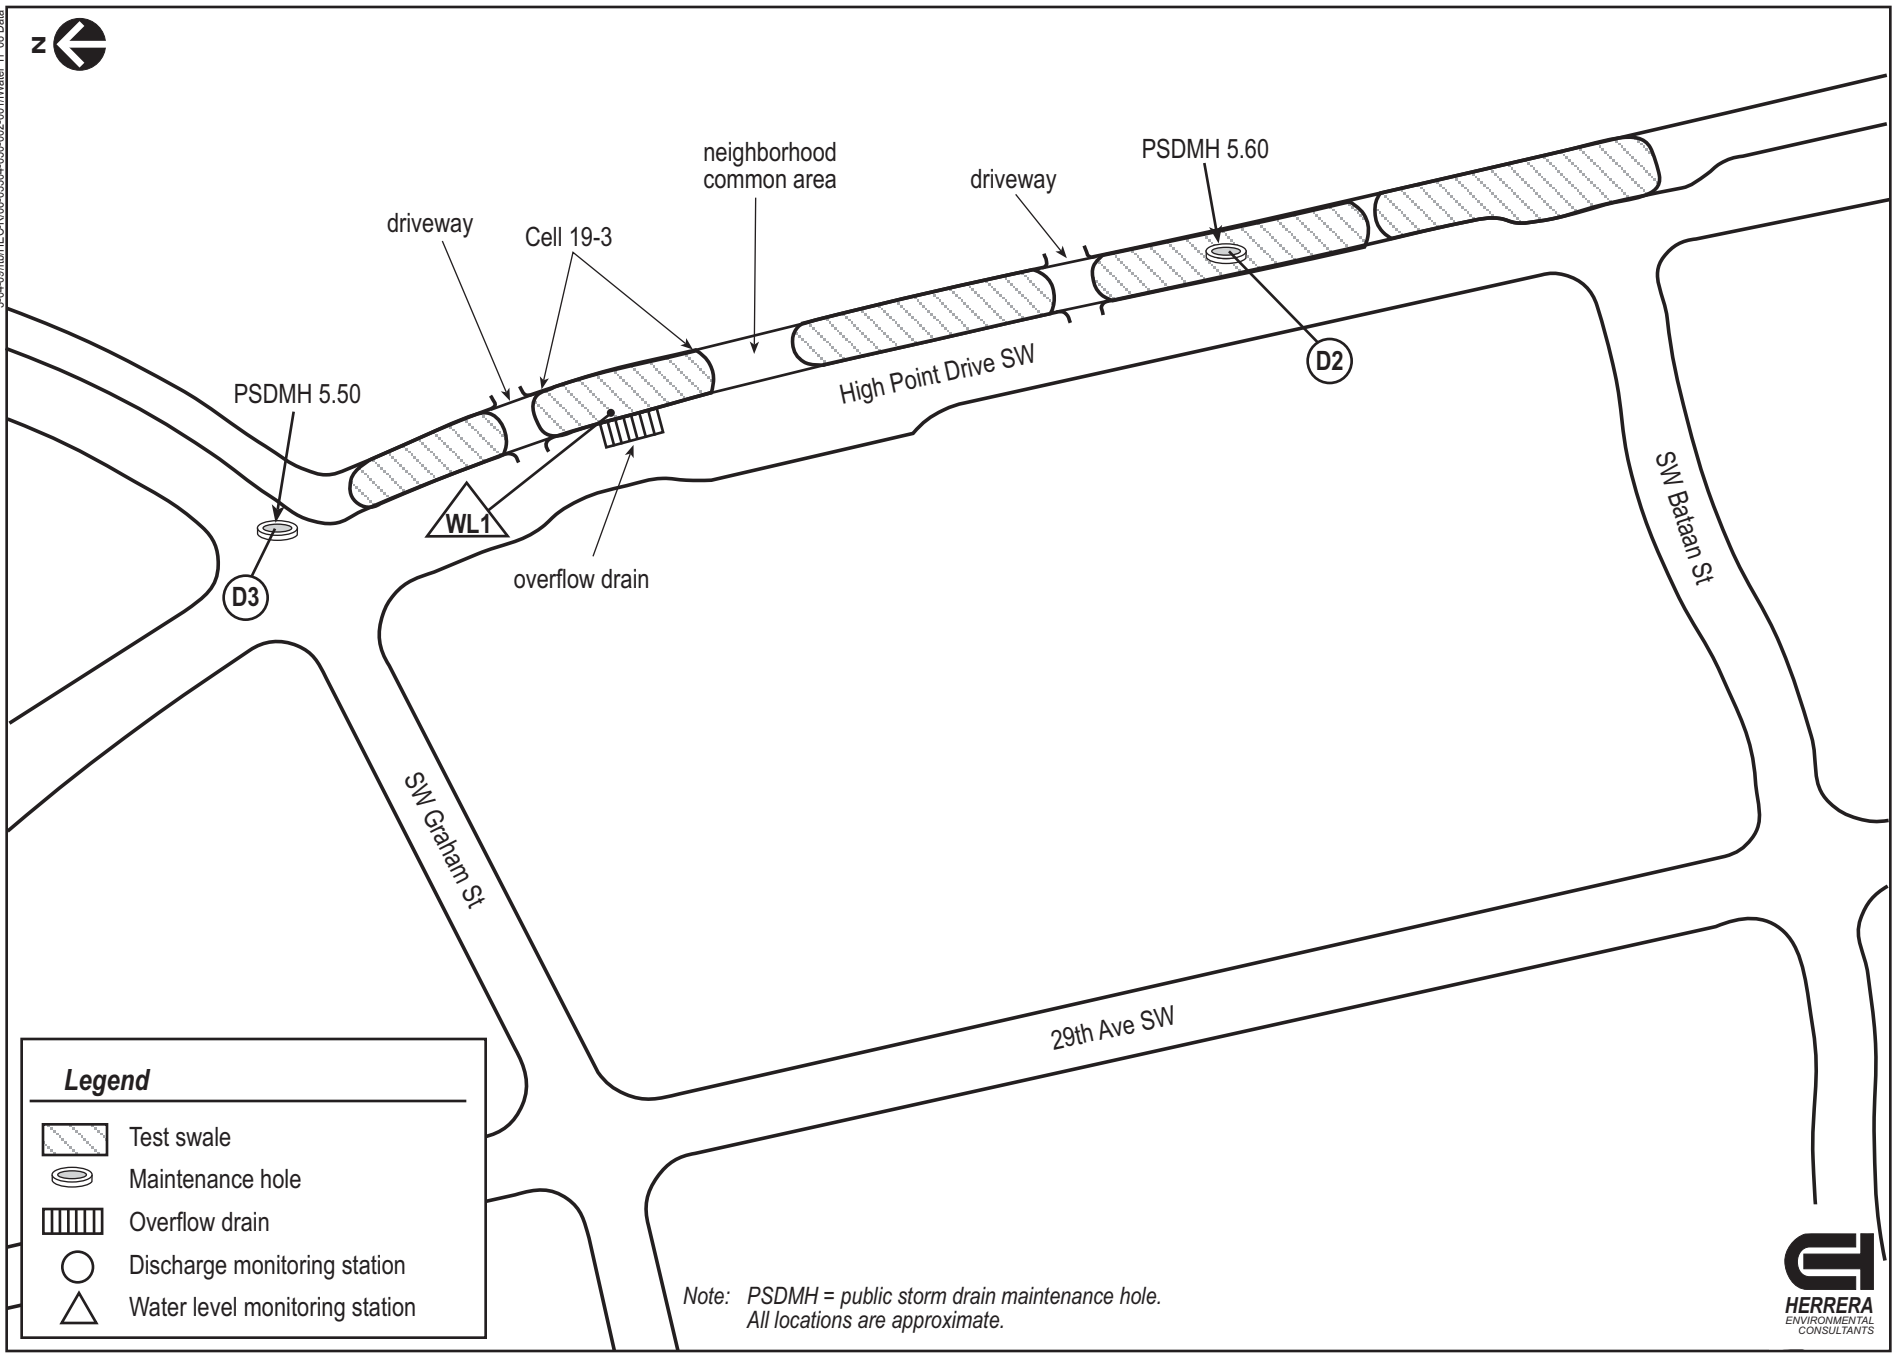 N
PSDMH 5.60
neighborhood
common area
driveway
driveway
Cell 19-3
High Point Drive SW
D2
PSDMH 5.50
WL1
SW Bataan St
overflow drain
D3
SW Graham St
29th Ave SW
Legend
Test swale
Maintenance hole
Overflow drain
Discharge monitoring station
Water level monitoring station
Note: PSDMH = public storm drain maintenance hole.
All locations are approximate.
HERRERA
ENVIRONMENTAL
CONSULTANTS